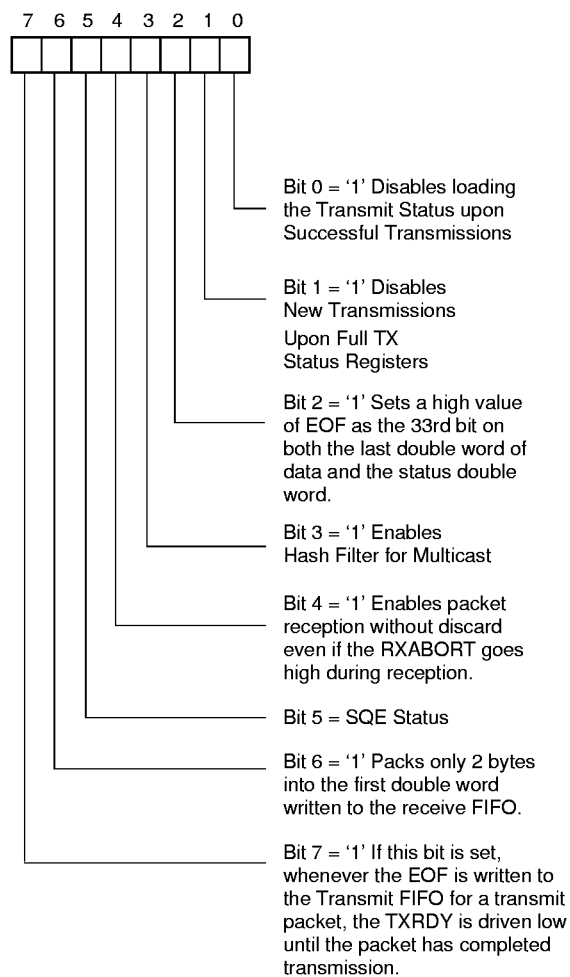 7 6 5 4 3 2 1 0
Bit 0 = ‘1’ Disables loading
the Transmit Status upon
Successful Transmissions
Bit 1 = ‘1’ Disables
New Transmissions
Upon Full TX
Status Registers
Bit 2 = ‘1’ Sets a high value
of EOF as the 33rd bit on
both the last double word of
data and the status double
word.
Bit 3 = ‘1’ Enables
Hash Filter for Multicast
Bit 4 = ‘1’ Enables packet
reception without discard
even if the RXABORT goes
high during reception.
Bit 5 = SQE Status
Bit 6 = ‘1’ Packs only 2 bytes
into the first double word
written to the receive FIFO.
Bit 7 = ‘1’ If this bit is set,
whenever the EOF is written to
the Transmit FIFO for a transmit
packet, the TXRDY is driven low
until the packet has completed
transmission.